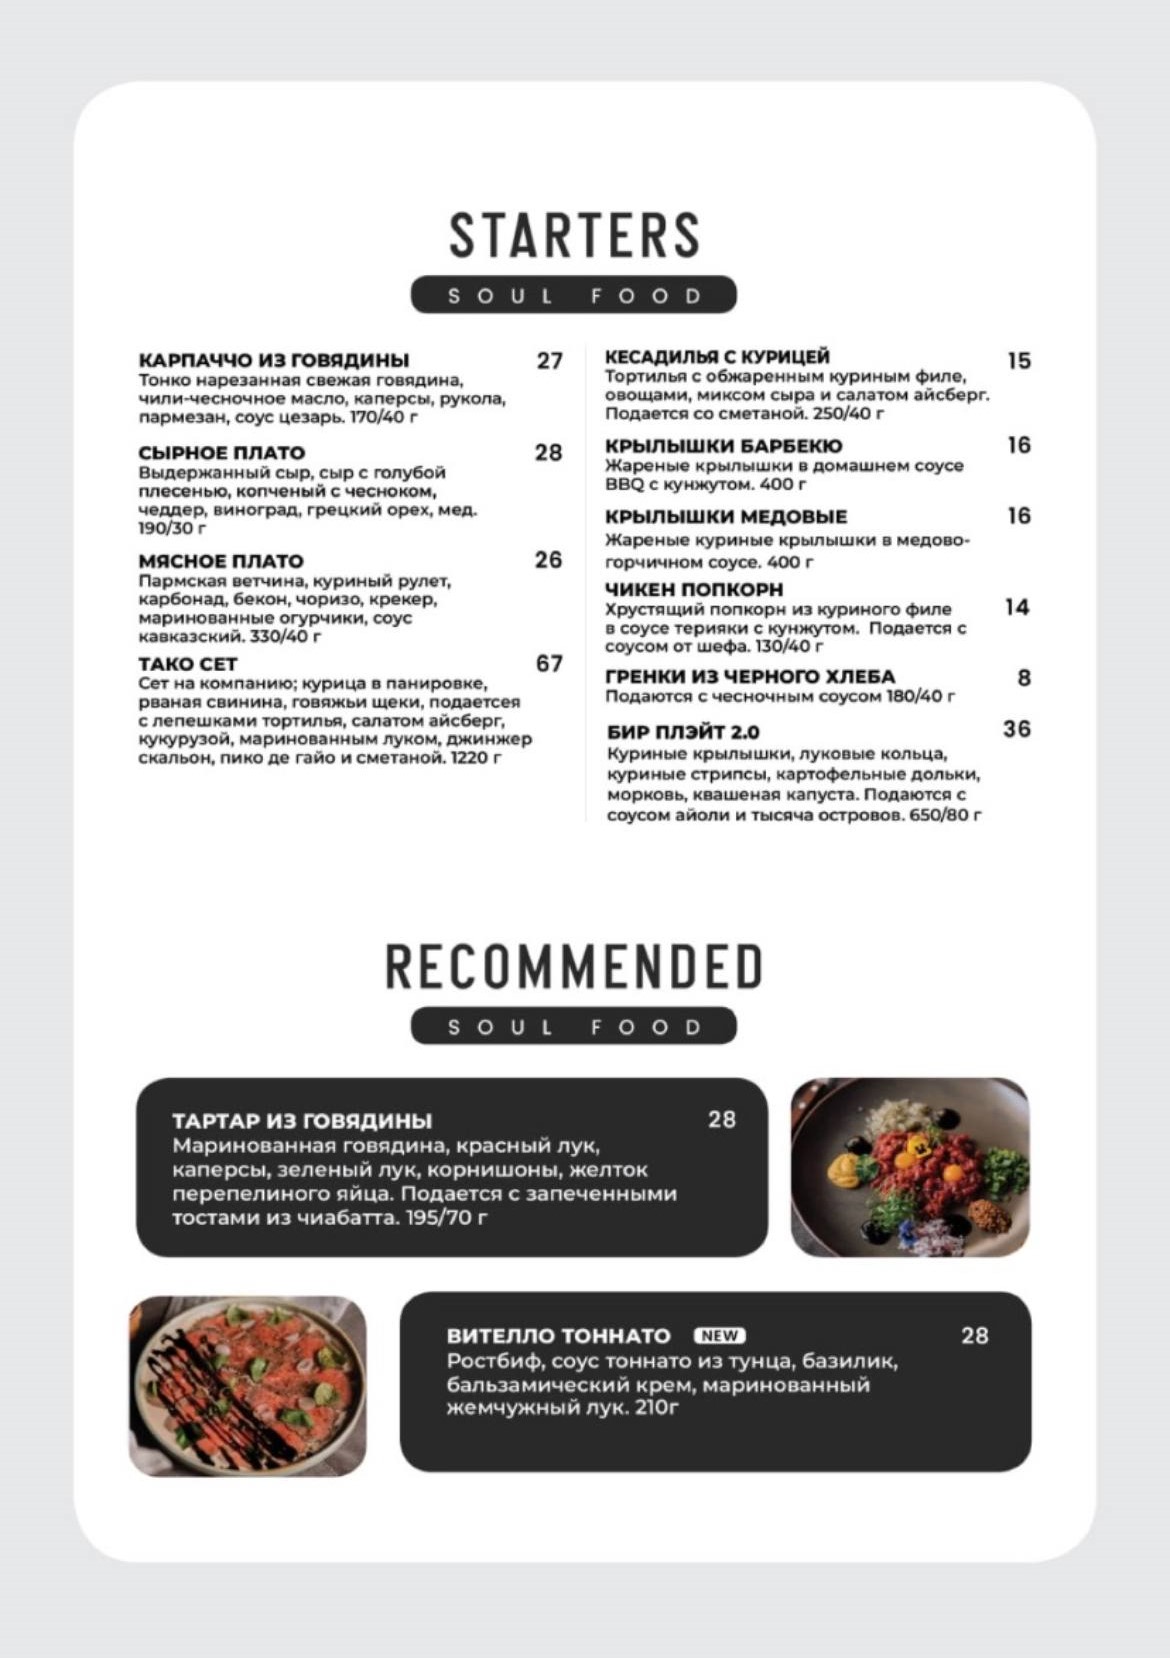 STARTERS
SOUL FOOD
КАРПАЧЧО ИЗ ГОВЯДИНЫ 27
Тонко нарезанная свежая говядина,
чили-чесночное масло, каперсы, рукола,
пармезан, соус цезарь. 170/40 г
СЫРНОЕ ПЛАТО 28
Выдержанный сыр, сыр с голубой
плесенью, копченый с чесноком,
чеддер, виноград, грецкий орех, мед.
190/30 г
МЯСНОЕ ПЛАТО 26
Пармская ветчина, куриный рулет,
карбонад, бекон, чоризо, крекер,
маринованные огурчики, соус
кавказский. 330/40 г
ТАКО СЕТ 67
Сет на компанию; курица в панировке,
рваная свинина, говяжьи щеки, подаетсея
с лепешками тортилья, салатом айсберг,
кукурузой, маринованным луком, джинжер
скальон, пико де гайо и сметаной. 1220 г
КЕСАДИЛЬЯ С КУРИЦЕЙ 15
Тортилья с обжаренным куриным филе,
овощами, миксом сыра и салатом айсберг.
Подается со сметаной. 250/40 г
КРЫЛЫШКИ БАРБЕКЮ 16
Жареные крылышки в домашнем соусе
BBQ с кунжутом. 400 г
КРЫЛЫШКИ МЕДОВЫЕ 16
Жареные куриные крылышки в медово-
горчичном соусе. 400 г
ЧИКЕН ПОПКОРН 14
Хрустящий попкорн из куриного филе
в соусе терияки с кунжутом. Подается с
соусом от шефа. 130/40 г
ГРЕНКИ ИЗ ЧЕРНОГО ХЛЕБА 8
Подаются с чесночным соусом 180/40 г
БИР ПЛЭЙТ 2.0 36
Куриные крылышки, луковые кольца,
куриные стрипсы, картофельные дольки,
морковь, квашеная капуста. Подаются с
соусом айоли и тысяча островов. 650/80 г
RECOMMENDED
SOUL FOOD
ТАРТАР ИЗ ГОВЯДИНЫ 28
Маринованная говядина, красный лук,
каперсы, зеленый лук, корнишоны, желток
перепелиного яйца. Подается с запеченными
тостами из чиабатта. 195/70 г
ВИТЕЛЛО ТОННАТО NEW 28
Ростбиф, соус тоннато из тунца, базилик,
бальзамический крем, маринованный
жемчужный лук. 210г